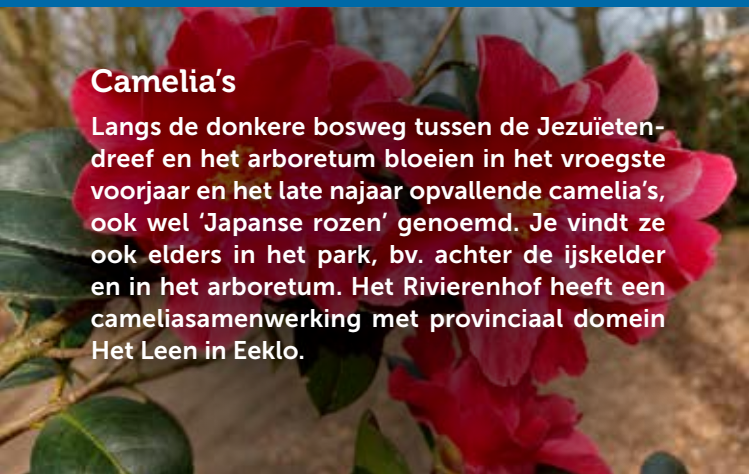 Camelia's
Langs de donkere bosweg tussen de Jezuïeten-
dreef en het arboretum bloeien in het vroegste
voorjaar en het late najaar opvallende camelia's,
ook wel 'Japanse rozen' genoemd. Je vindt ze
ook elders in het park, bv. achter de ijskelder
en in het arboretum. Het Rivierenhof heeft een
cameliasamenwerking met provinciaal domein
Het Leen in Eeklo.